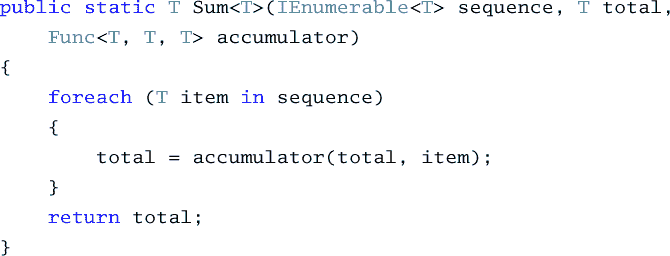 public static T Sum<T>(IEnumerable<T> sequence, T total,
    Func<T, T, T> accumulator)
{
    foreach (T item in sequence)
    {
        total = accumulator(total, item);
    }
    return total;
}